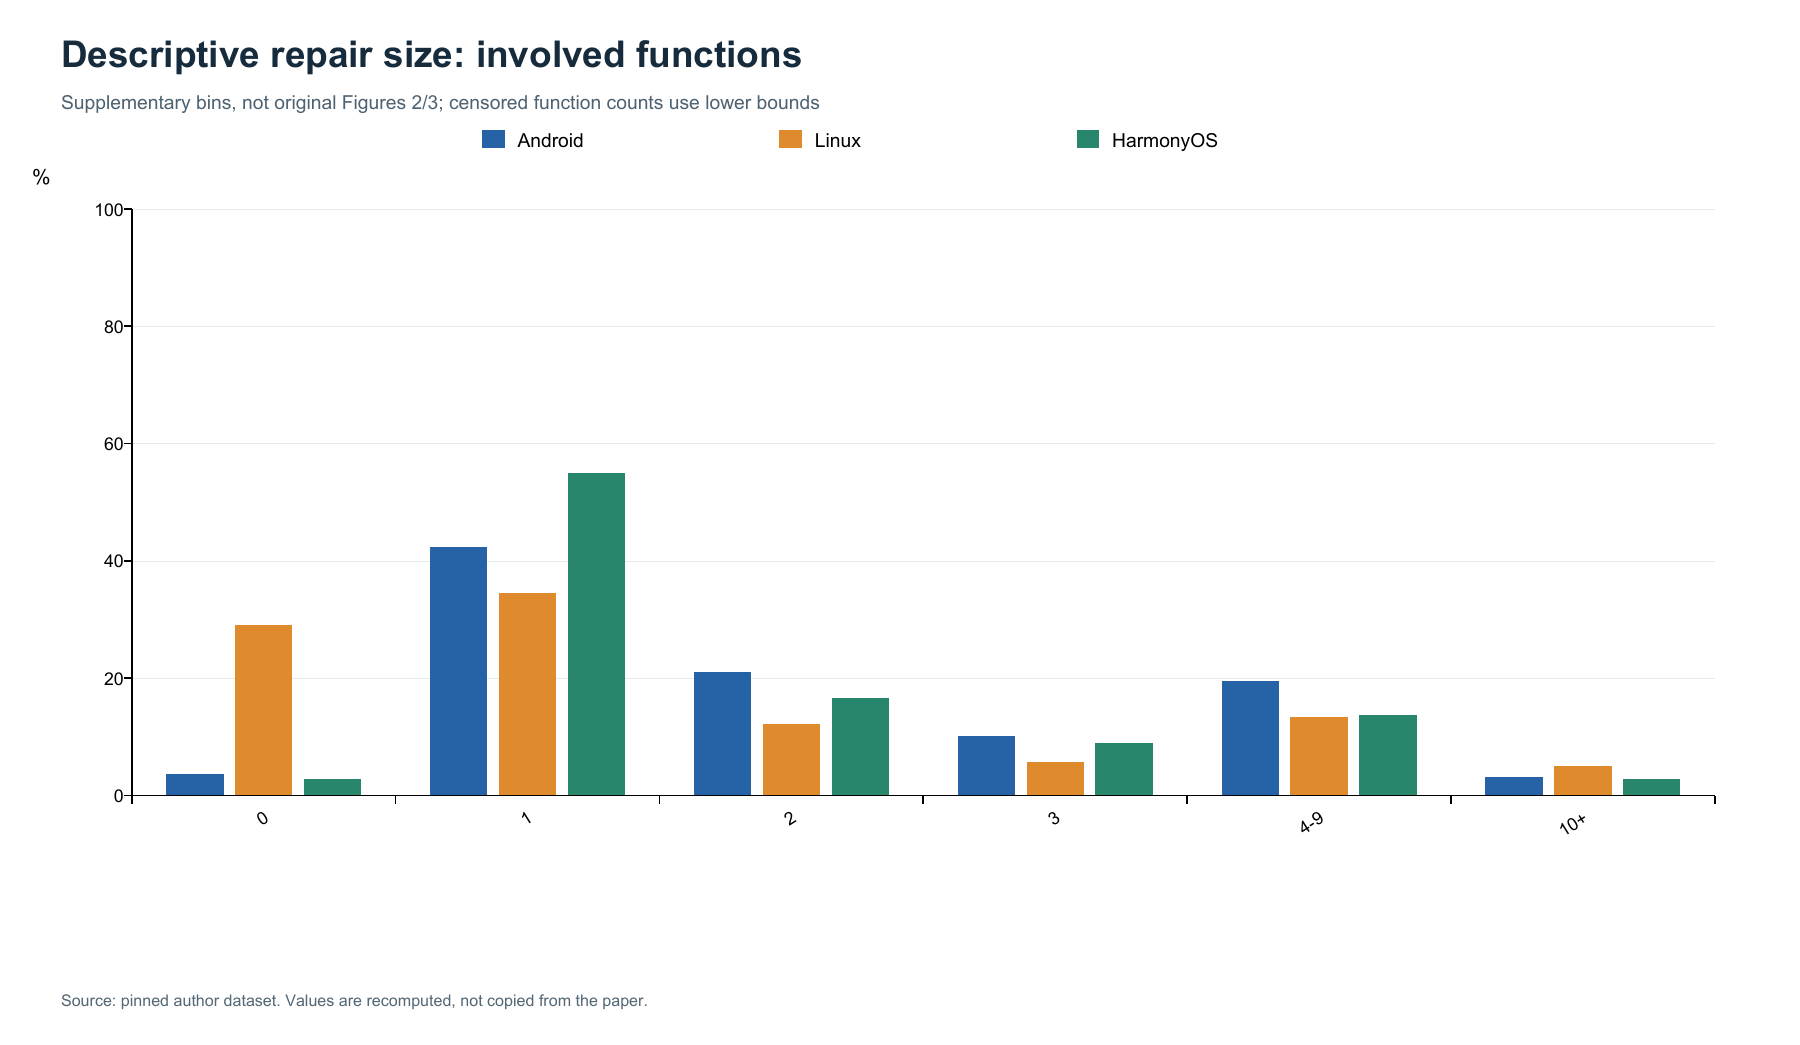 Descriptive repair size: involved functions
Supplementary bins, not original Figures 2/3; censored function counts use lower bounds
Android Linux HarmonyOS
%
100
80
60
40
20
0
0 1 2 3 4-9 10+
Source: pinned author dataset. Values are recomputed, not copied from the paper.